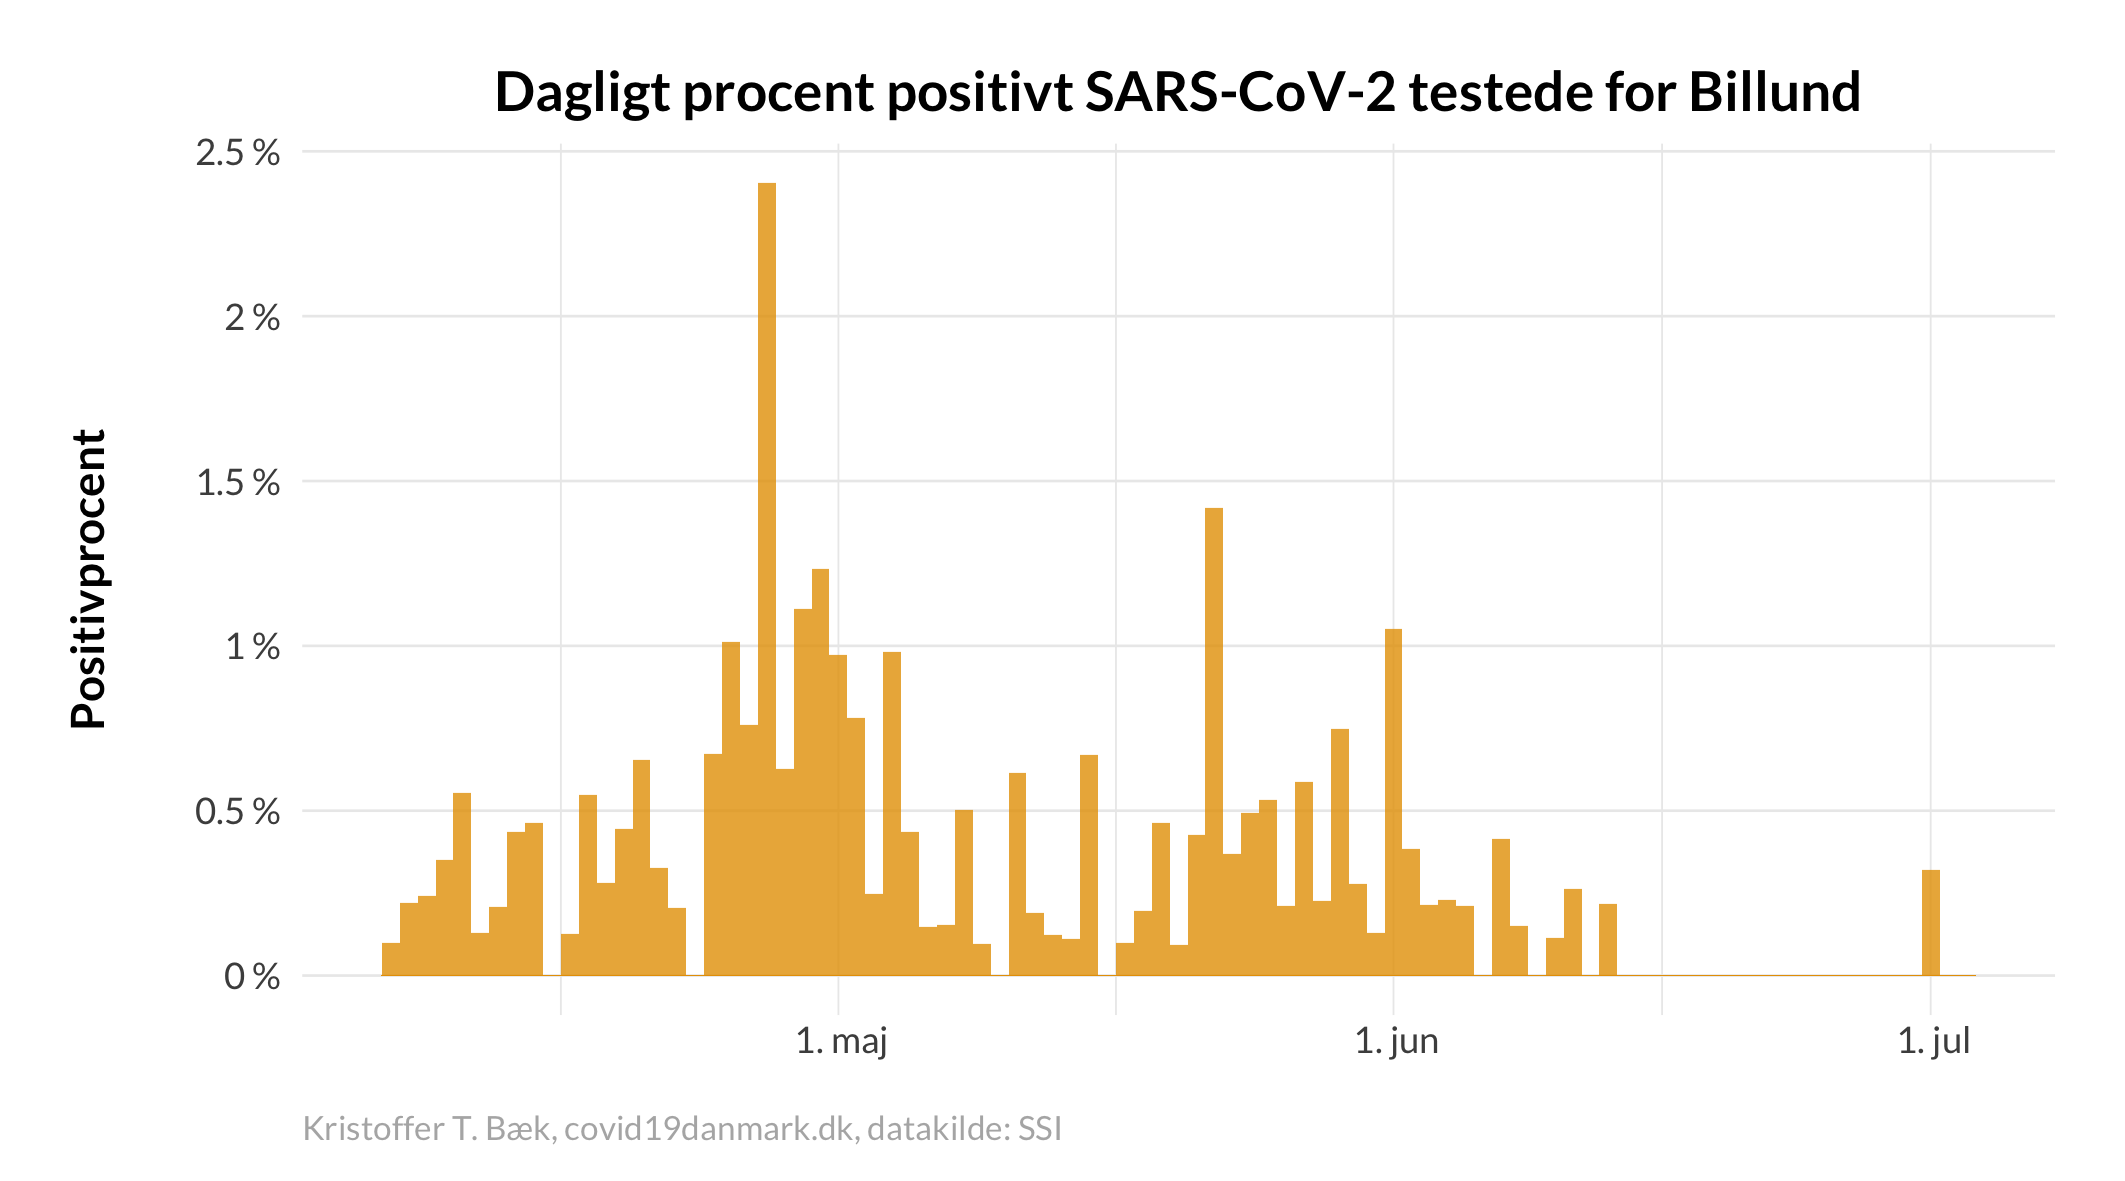 Dagligt procent positivt SARS-CoV-2 testede for Billund
Positivprocent
2.5 %
2 %
1.5 %
1 %
0.5 %
0 %
1. maj
1. jun
1. jul
Kristoffer T. Bæk, covid19danmark.dk, datakilde: SSI